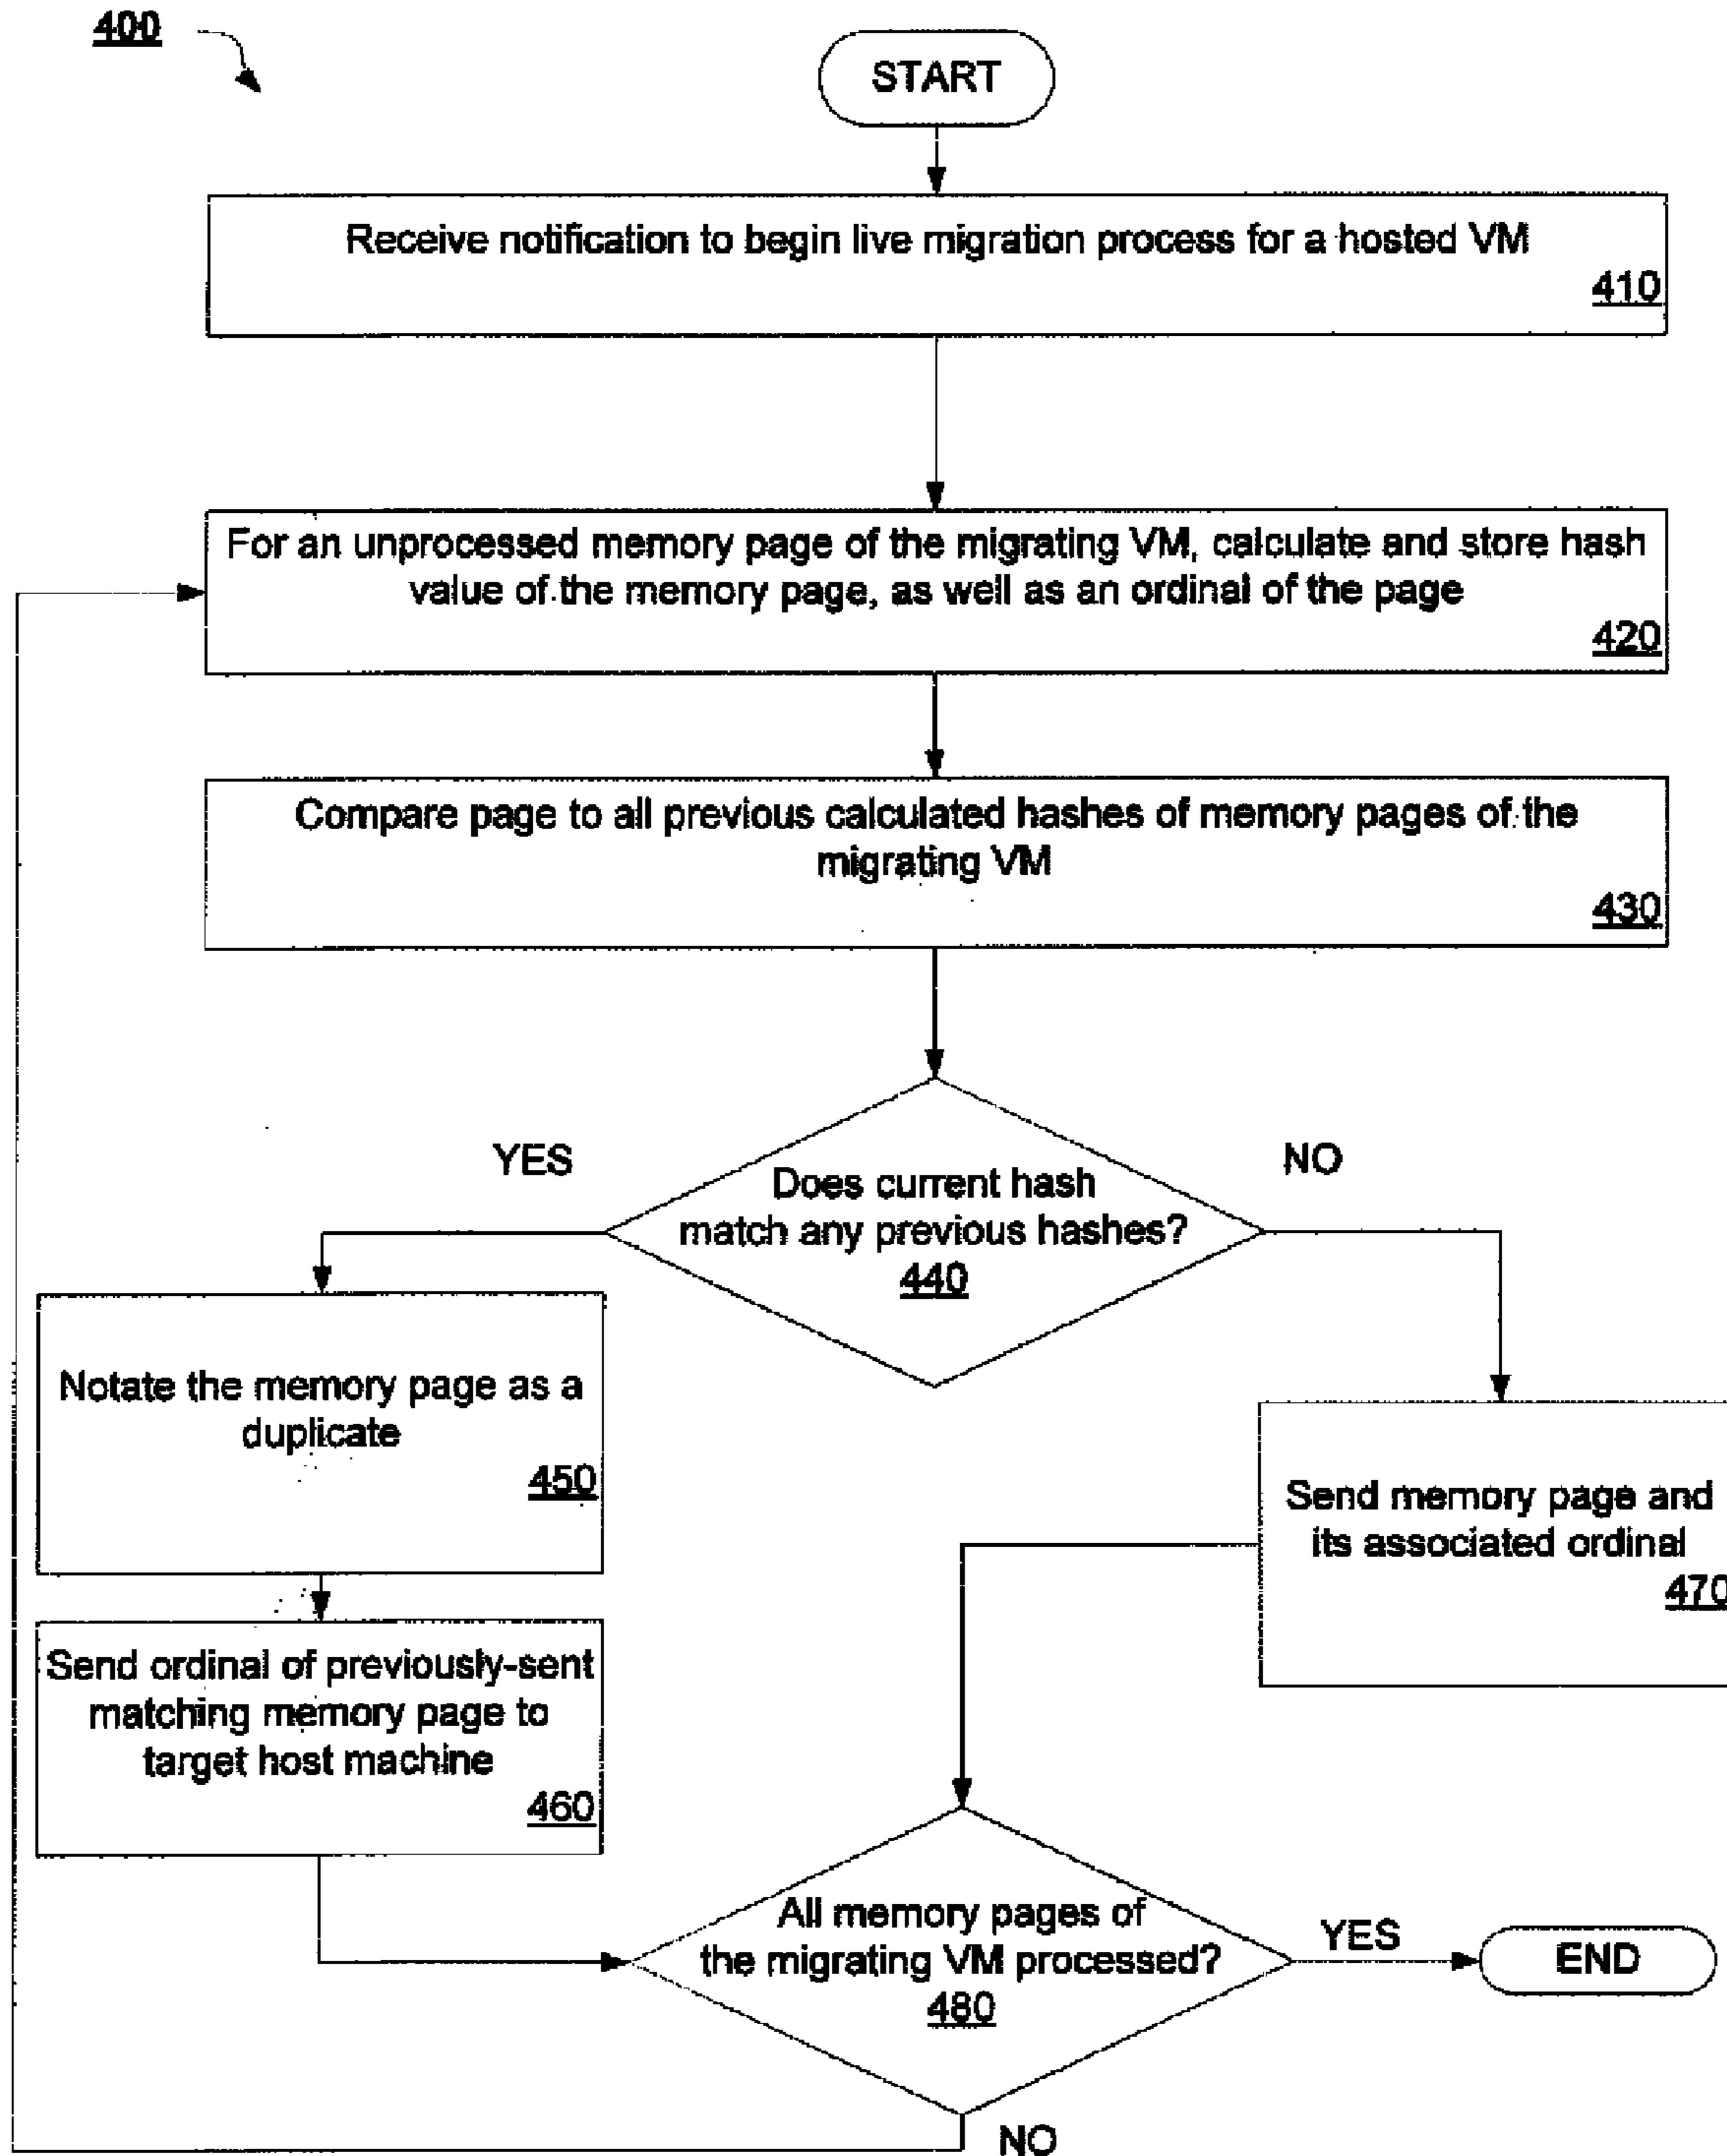 400
START
Receive notification to begin live migration process for a hosted VM
410
For an unprocessed memory page of the migrating VM, calculate and store hash
value of the memory page, as well as an ordinal of the page
420
Compare page to all previous calculated hashes of memory pages of the
migrating VM
430
YES
NO
Does current hash
match any previous hashes?
440
Notate the memory page as a
duplicate
450
Send memory page and
its associated ordinal
470
Send ordinal of previously-sent
matching memory page to
target host machine
460
All memory pages of
the migrating VM processed?
480
YES
END
NO